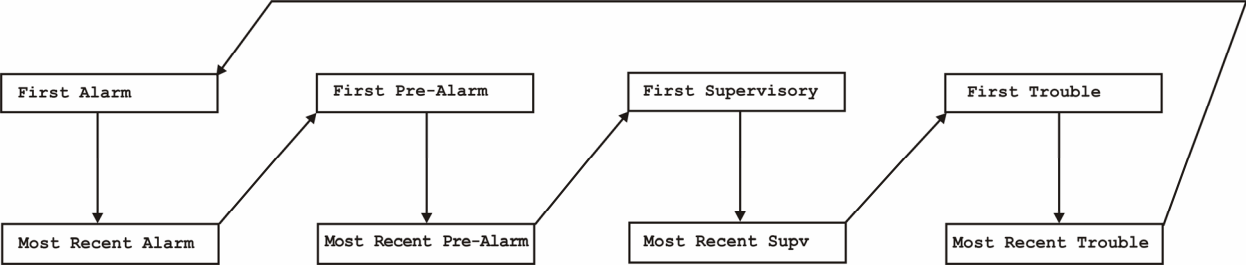 First Alarm
First Pre-Alarm
First Supervisory
First Trouble
Most Recent Alarm
Most Recent Pre-Alarm
Most Recent Supv
Most Recent Trouble